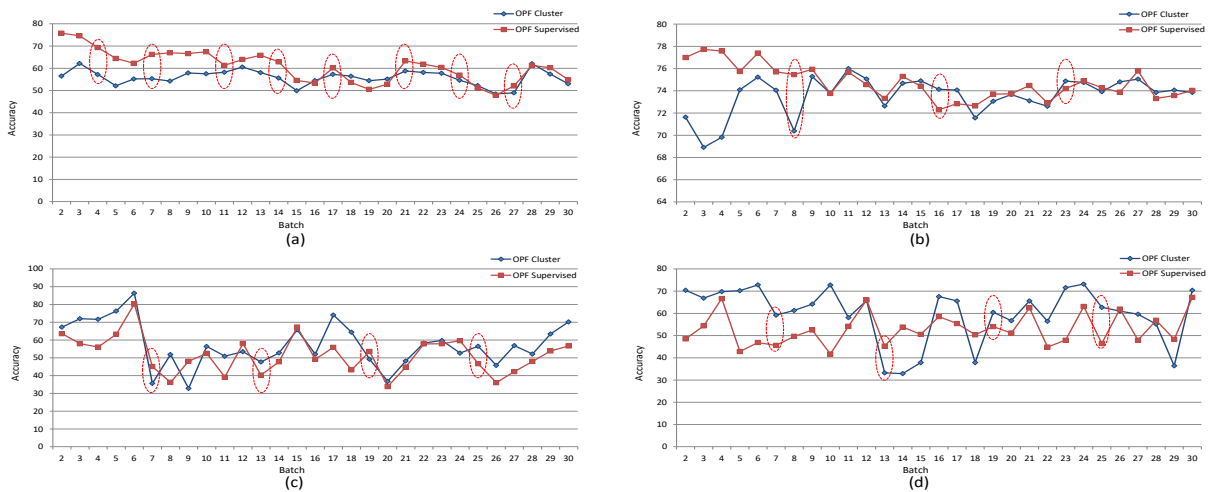 OPF Cluster
OPF Supervised
80
70
60
50
40
30
20
10
0
Accuracy
2 3 4 5 6 7 8 9 10 11 12 13 14 15 16 17 18 19 20 21 22 23 24 25 26 27 28 29 30
Batch
(a)
OPF Cluster
OPF Supervised
80
78
76
74
72
70
68
66
64
Accuracy
2 3 4 5 6 7 8 9 10 11 12 13 14 15 16 17 18 19 20 21 22 23 24 25 26 27 28 29 30
Batch
(b)
OPF Cluster
OPF Supervised
100
90
80
70
60
50
40
30
20
10
0
Accuracy
2 3 4 5 6 7 8 9 10 11 12 13 14 15 16 17 18 19 20 21 22 23 24 25 26 27 28 29 30
Batch
(c)
OPF Cluster
OPF Supervised
80
70
60
50
40
30
20
10
0
Accuracy
2 3 4 5 6 7 8 9 10 11 12 13 14 15 16 17 18 19 20 21 22 23 24 25 26 27 28 29 30
Batch
(d)